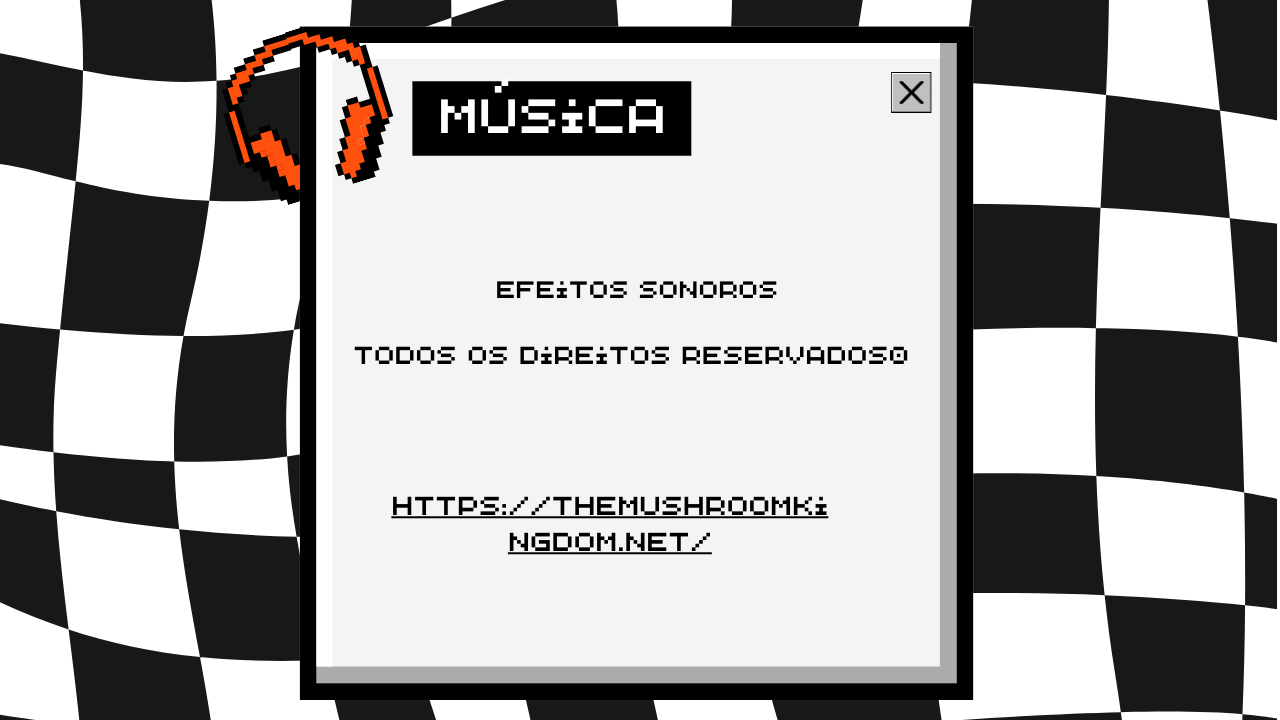 MÚSiCA
EFEiTOS SONOROS
TODOS OS DiREiTOS RESERVADOS©
HTTPS://THEMUSHROOMKi
NGDOM.NET/